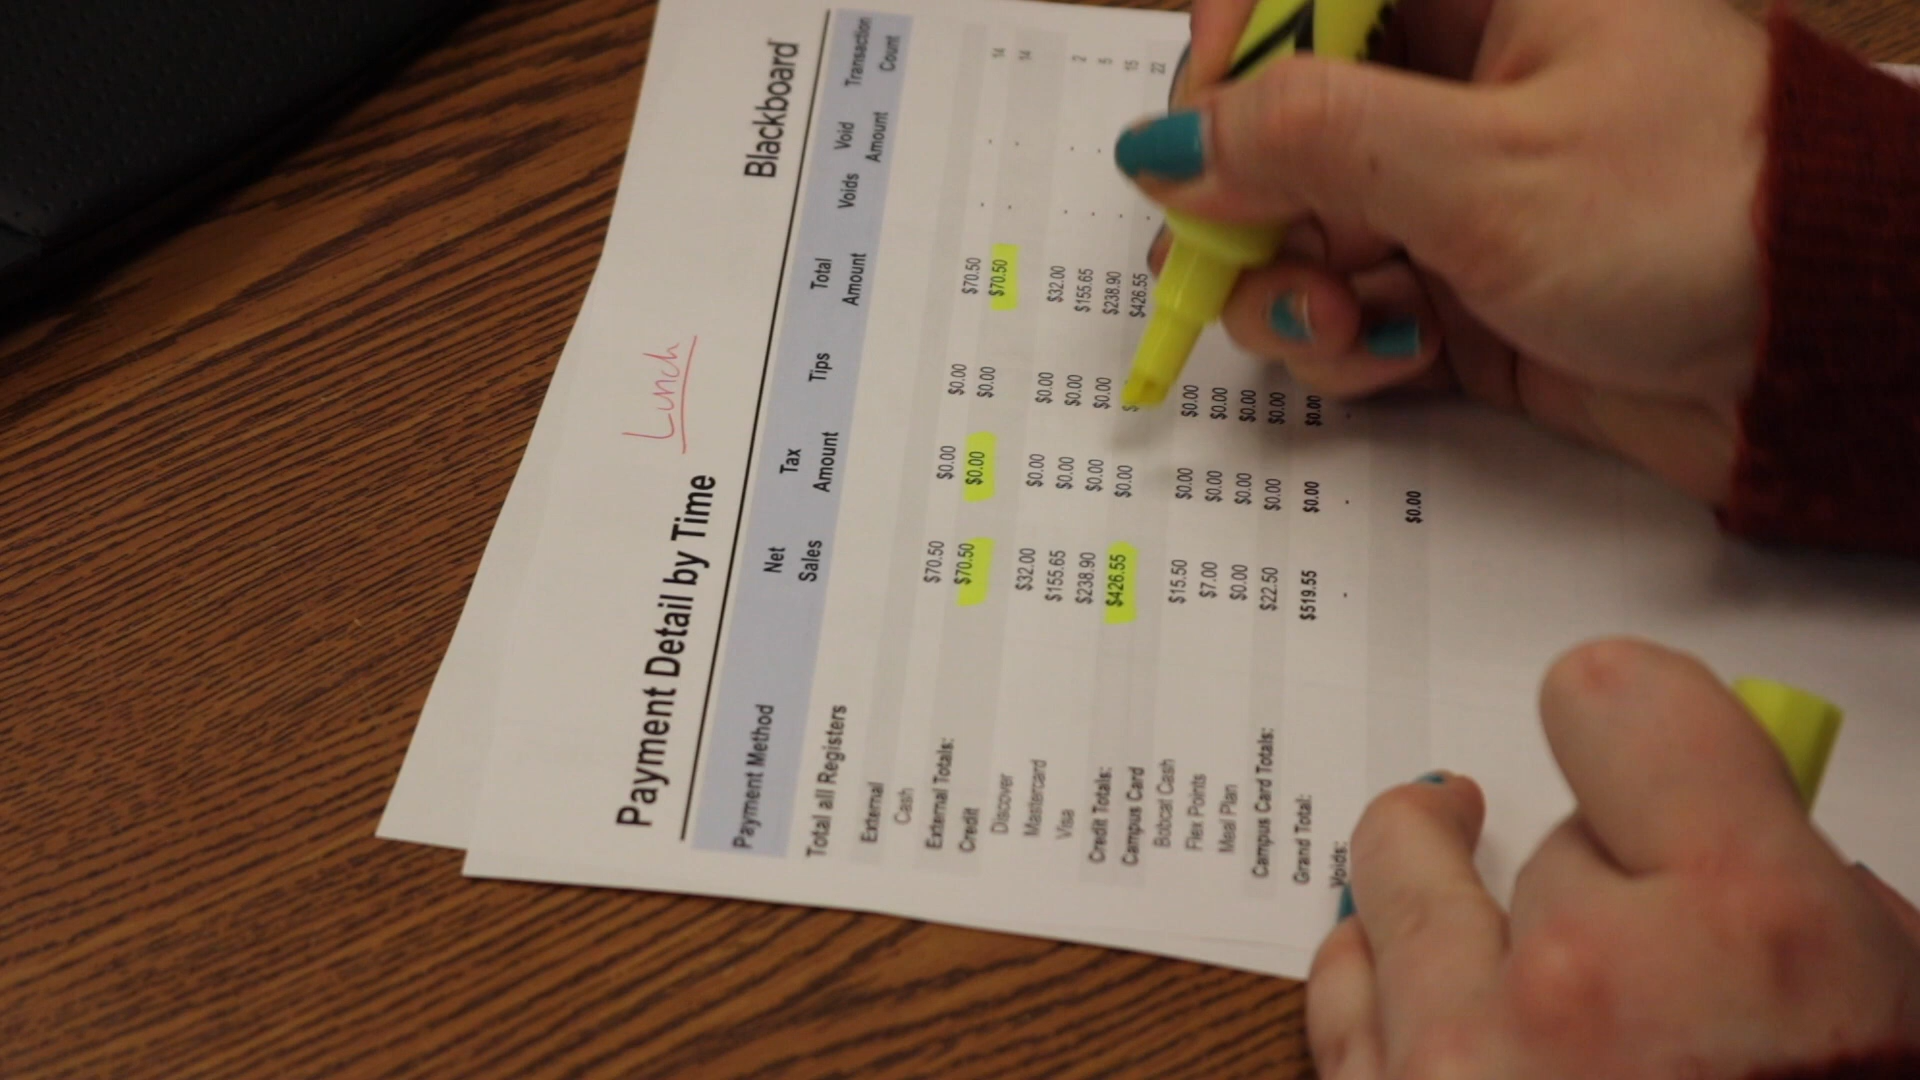 Lunch
Payment Detail by Time Blackboard
Payment Method Net Sales Tax Amount Tips Total Amount Voids Void Amount Transaction Count
Total all Registers
External
Cash $70.50 $0.00 $0.00 $70.50 - - 14
External Totals: $70.50 $0.00 $0.00 $70.50 - - 14
Credit
Discover $32.00 $0.00 $0.00 $32.00 - - 2
Mastercard $155.65 $0.00 $0.00 $155.65 - - 5
Visa $238.90 $0.00 $0.00 $238.90 - 15
Credit Totals: $426.55 $0.00 $ $426.55 - 22
Campus Card
Bobcat Cash $15.50 $0.00 $0.00
Flex Points $7.00 $0.00 $0.00
Meal Plan $0.00 $0.00 $0.00
Campus Card Totals: $22.50 $0.00 $0.00
Grand Total: $519.55 $0.00 $0.00
Voids: - - -
$0.00